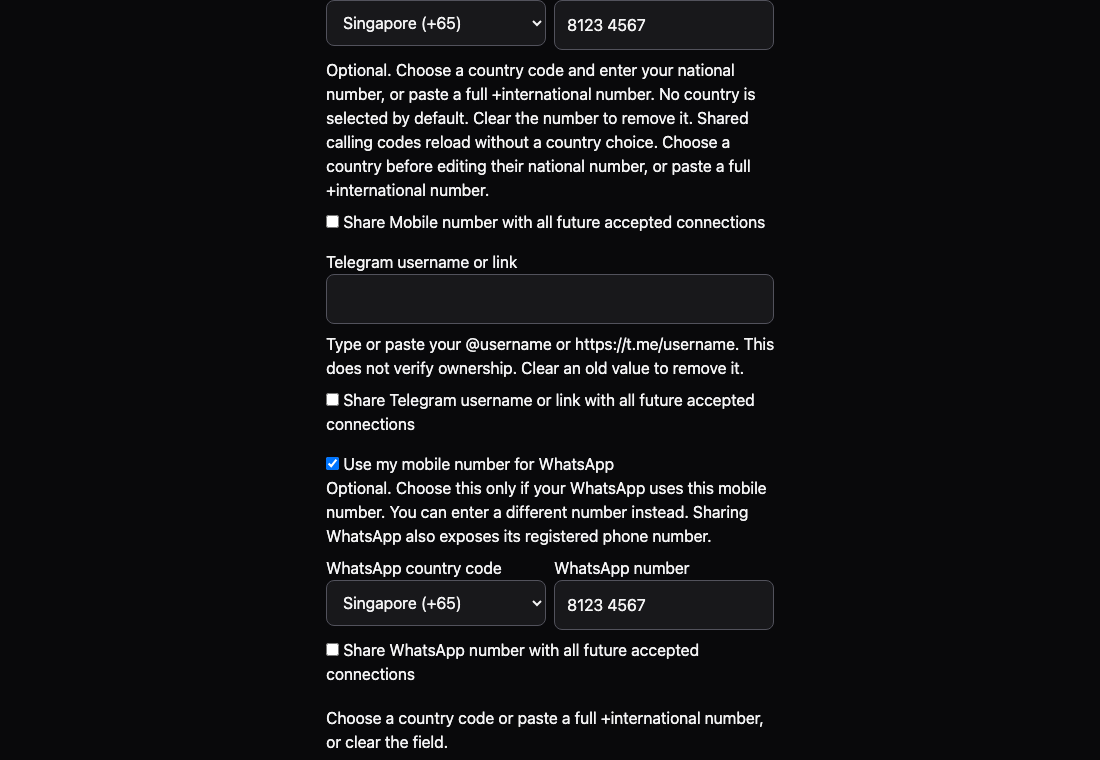 Singapore (+65)
8123 4567
Optional. Choose a country code and enter your national
number, or paste a full +international number. No country is
selected by default. Clear the number to remove it. Shared
calling codes reload without a country choice. Choose a
country before editing their national number, or paste a full
+international number.
Share Mobile number with all future accepted connections
Telegram username or link
Type or paste your @username or https://t.me/username. This
does not verify ownership. Clear an old value to remove it.
Share Telegram username or link with all future accepted
connections
Use my mobile number for WhatsApp
Optional. Choose this only if your WhatsApp uses this mobile
number. You can enter a different number instead. Sharing
WhatsApp also exposes its registered phone number.
WhatsApp country code
WhatsApp number
Singapore (+65)
8123 4567
Share WhatsApp number with all future accepted
connections
Choose a country code or paste a full +international number,
or clear the field.